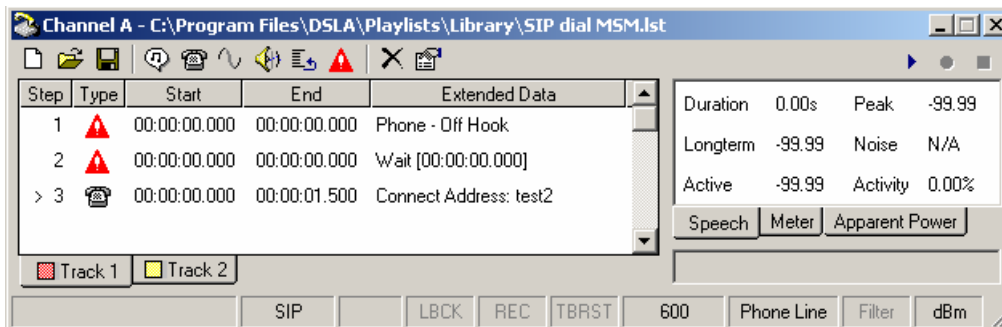 Channel A - C:\Program Files\DSLA\Playlists\Library\SIP dial MSM.lst
Step Type Start End Extended Data
1 00:00:00.000 00:00:00.000 Phone - Off Hook
2 00:00:00.000 00:00:00.000 Wait [00:00:00.000]
> 3 00:00:00.000 00:00:01.500 Connect Address: test2
Track 1 Track 2
Duration 0.00s Peak -99.99
Longterm -99.99 Noise N/A
Active -99.99 Activity 0.00%
Speech Meter Apparent Power
SIP LBCK REC TBRST 600 Phone Line Filter dBm